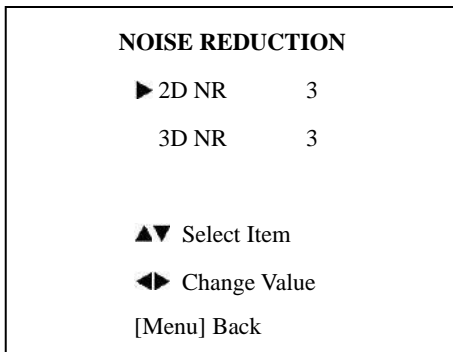 NOISE REDUCTION
▶ 2D NR 3
3D NR 3
▲▼ Select Item
◀▶ Change Value
[Menu] Back